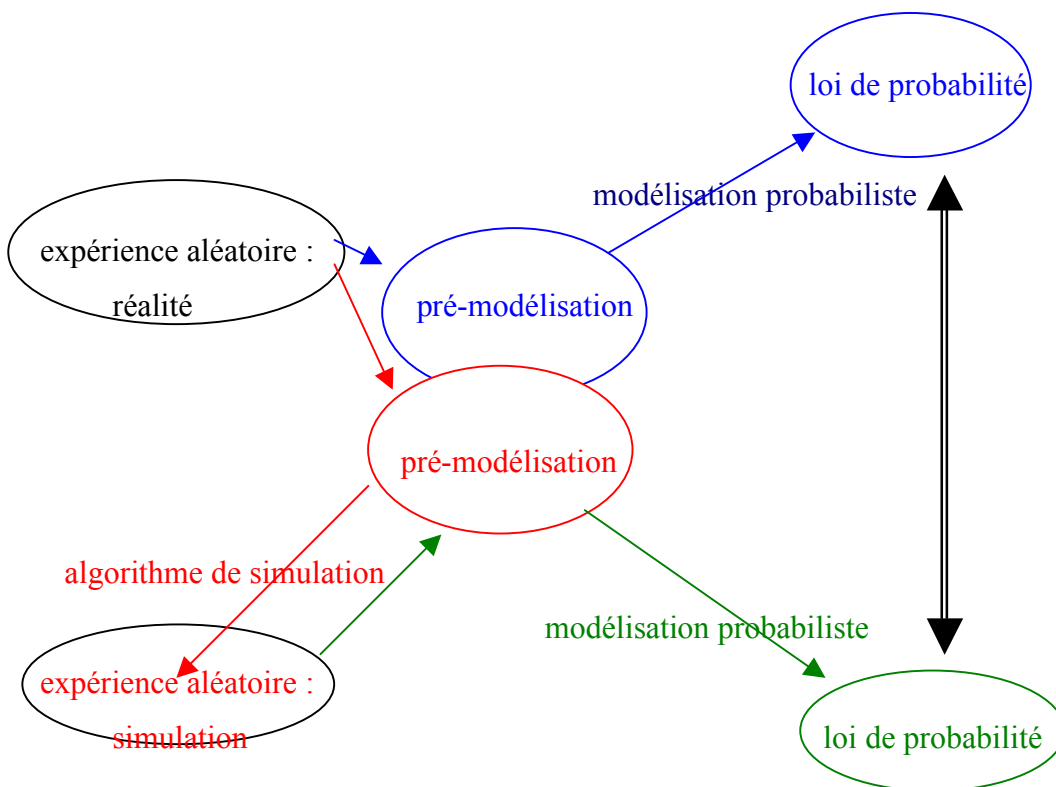 loi de probabilité
modélisation probabiliste
expérience aléatoire :
réalité
pré-modélisation
pré-modélisation
algorithme de simulation
modélisation probabiliste
expérience aléatoire :
simulation
loi de probabilité